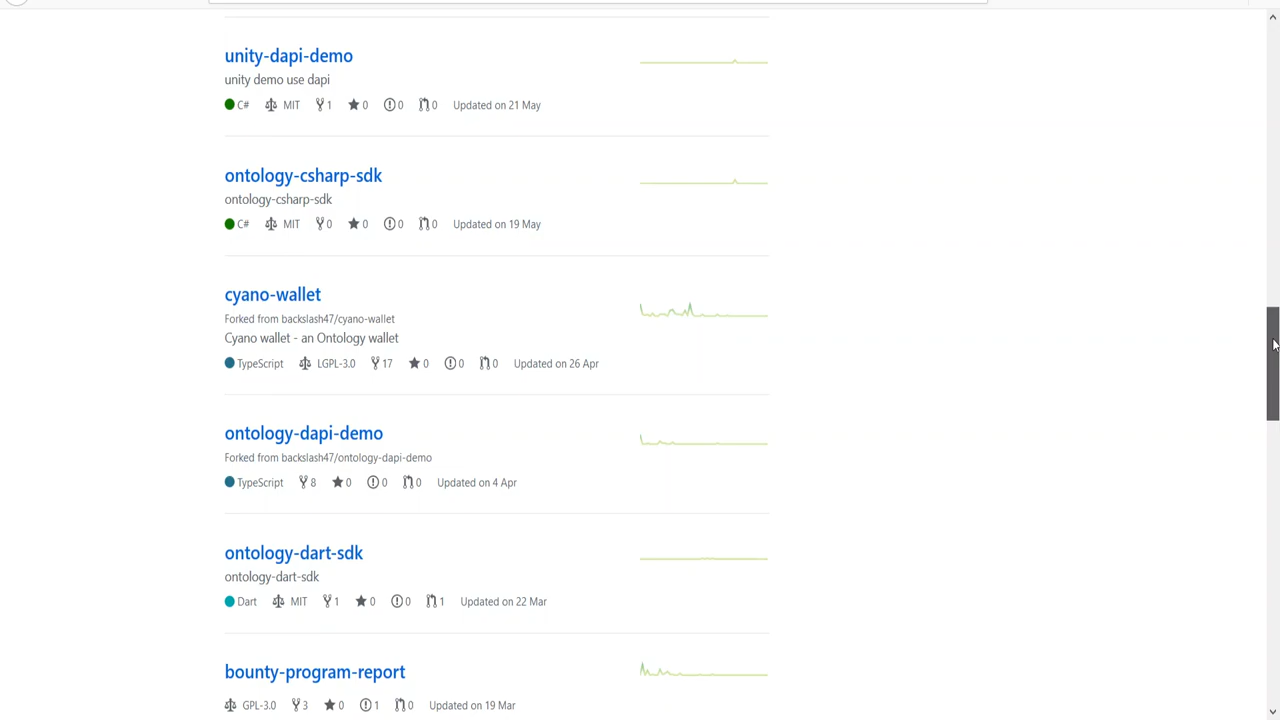 unity-dapi-demo
unity demo use dapi
C# MIT 1 0 0 0 Updated on 21 May
ontology-csharp-sdk
ontology-csharp-sdk
C# MIT 0 0 0 0 Updated on 19 May
cyano-wallet
Forked from backslash47/cyano-wallet
Cyano wallet - an Ontology wallet
TypeScript LGPL-3.0 17 0 0 0 Updated on 26 Apr
ontology-dapi-demo
Forked from backslash47/ontology-dapi-demo
TypeScript 8 0 0 0 Updated on 4 Apr
ontology-dart-sdk
ontology-dart-sdk
Dart MIT 1 0 0 1 Updated on 22 Mar
bounty-program-report
GPL-3.0 3 0 1 0 Updated on 19 Mar